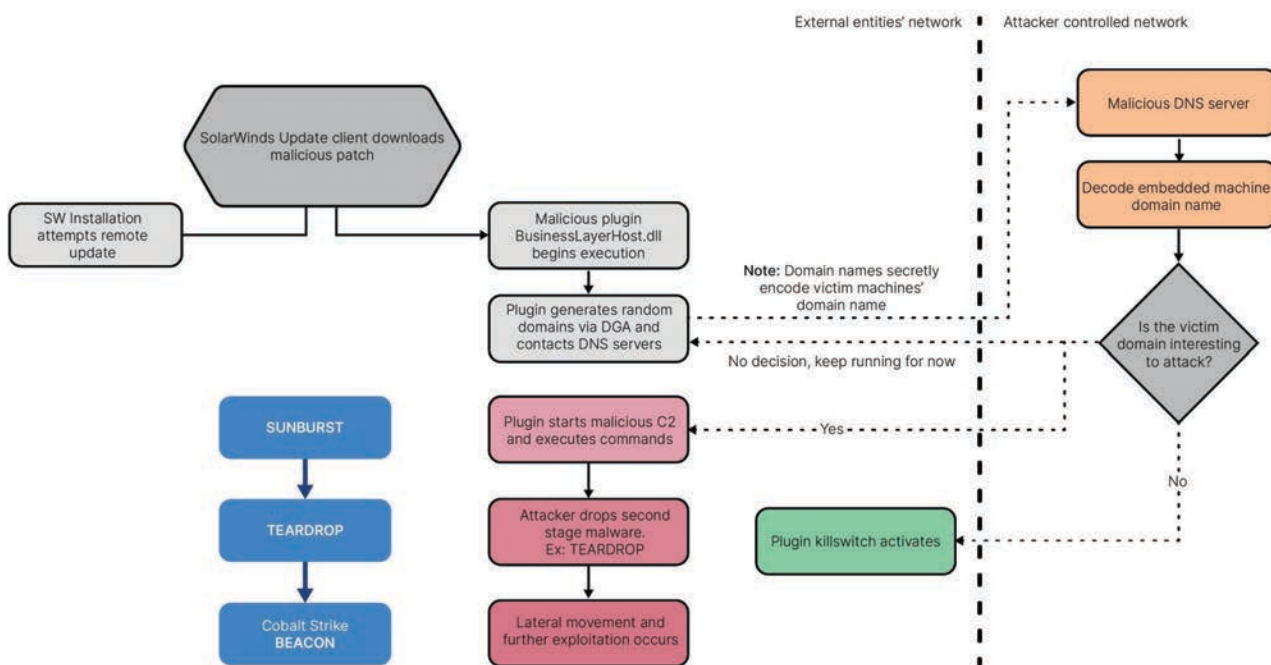 External entities' network
Attacker controlled network
SolarWinds Update client downloads
malicious patch
SW Installation
attempts remote
update
Malicious plugin
BusinessLayerHost.dll
begins execution
Plugin generates random
domains via DGA and
contacts DNS servers
Note: Domain names secretly
encode victim machines'
domain name
Malicious DNS server
Decode embedded machine
domain name
Is the victim
domain interesting
to attack?
No decision, keep running for now
Yes
No
Plugin starts malicious C2
and executes commands
Attacker drops second
stage malware.
Ex: TEARDROP
Lateral movement and
further exploitation occurs
Plugin killswitch activates
SUNBURST
TEARDROP
Cobalt Strike
BEACON